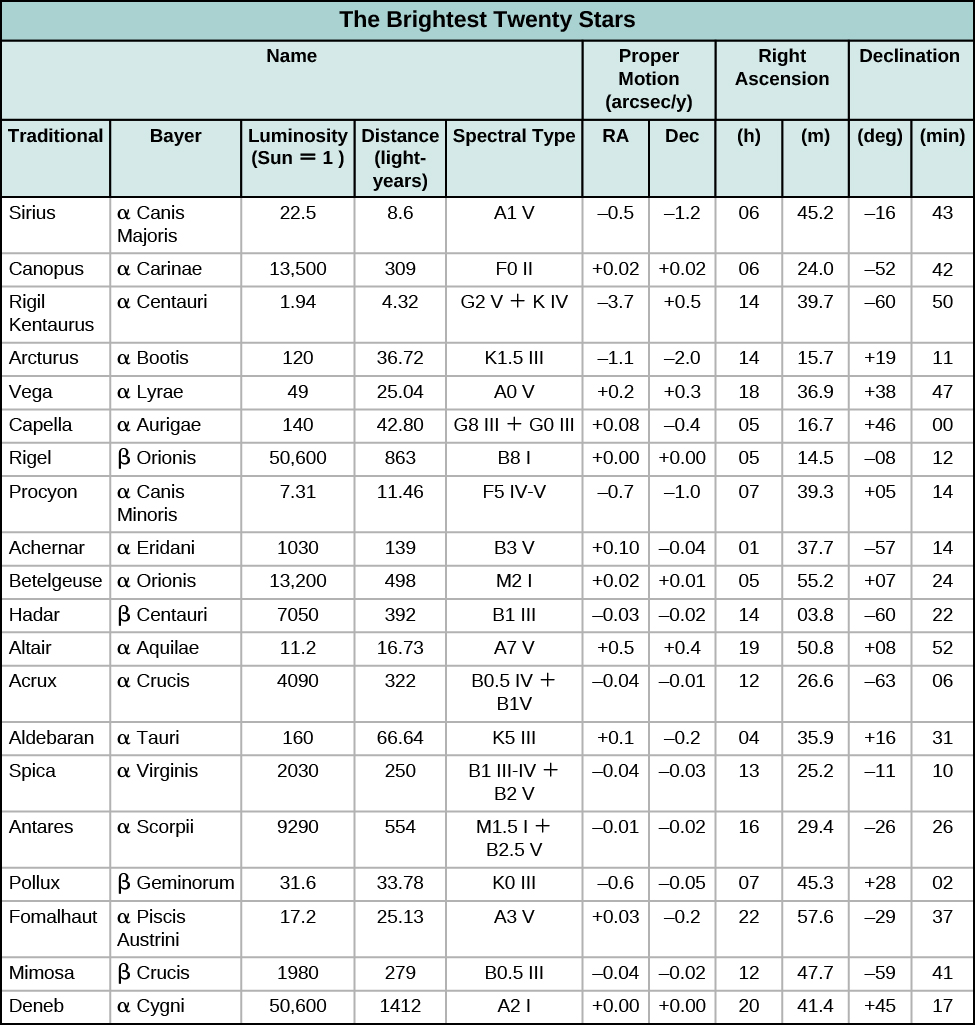 The Brightest Twenty Stars
Name Proper Motion (arcsec/y) Right Ascension Declination
Traditional Bayer Luminosity (Sun = 1 ) Distance (light-years) Spectral Type RA Dec (h) (m) (deg) (min)
Sirius α Canis Majoris 22.5 8.6 A1 V –0.5 –1.2 06 45.2 –16 43
Canopus α Carinae 13,500 309 F0 II +0.02 +0.02 06 24.0 –52 42
Rigil Kentaurus α Centauri 1.94 4.32 G2 V + K IV –3.7 +0.5 14 39.7 –60 50
Arcturus α Bootis 120 36.72 K1.5 III –1.1 –2.0 14 15.7 +19 11
Vega α Lyrae 49 25.04 A0 V +0.2 +0.3 18 36.9 +38 47
Capella α Aurigae 140 42.80 G8 III + G0 III +0.08 –0.4 05 16.7 +46 00
Rigel β Orionis 50,600 863 B8 I +0.00 +0.00 05 14.5 –08 12
Procyon α Canis Minoris 7.31 11.46 F5 IV-V –0.7 –1.0 07 39.3 +05 14
Achernar α Eridani 1030 139 B3 V +0.10 –0.04 01 37.7 –57 14
Betelgeuse α Orionis 13,200 498 M2 I +0.02 +0.01 05 55.2 +07 24
Hadar β Centauri 7050 392 B1 III –0.03 –0.02 14 03.8 –60 22
Altair α Aquilae 11.2 16.73 A7 V +0.5 +0.4 19 50.8 +08 52
Acrux α Crucis 4090 322 B0.5 IV + B1V –0.04 –0.01 12 26.6 –63 06
Aldebaran α Tauri 160 66.64 K5 III +0.1 –0.2 04 35.9 +16 31
Spica α Virginis 2030 250 B1 III-IV + B2 V –0.04 –0.03 13 25.2 –11 10
Antares α Scorpii 9290 554 M1.5 I + B2.5 V –0.01 –0.02 16 29.4 –26 26
Pollux β Geminorum 31.6 33.78 K0 III –0.6 –0.05 07 45.3 +28 02
Fomalhaut α Piscis Austrini 17.2 25.13 A3 V +0.03 –0.2 22 57.6 –29 37
Mimosa β Crucis 1980 279 B0.5 III –0.04 –0.02 12 47.7 –59 41
Deneb α Cygni 50,600 1412 A2 I +0.00 +0.00 20 41.4 +45 17